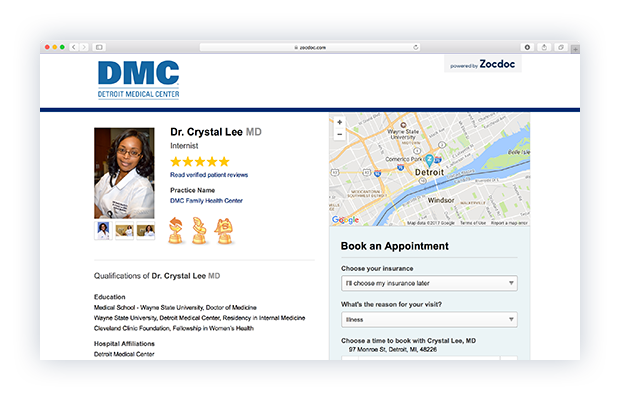 zocdoc.com
DMC
DETROIT MEDICAL CENTER
powered by Zocdoc
Dr. Crystal Lee MD
Internist
Read verified patient reviews
Practice Name
DMC Family Health Center
Qualifications of Dr. Crystal Lee MD
Education
Medical School - Wayne State University, Doctor of Medicine
Wayne State University, Detroit Medical Center, Residency in Internal Medicine
Cleveland Clinic Foundation, Fellowship in Women's Health
Hospital Affiliations
Detroit Medical Center
+
−
Wayne State
University
MIDTOWN
Comerica Park
Detroit
Belle Isle
Windsor
Google
Map data ©2017 Google
Terms of Use
Report a map error
Book an Appointment
Choose your insurance
I'll choose my insurance later
What's the reason for your visit?
Illness
Choose a time to book with Crystal Lee, MD
97 Monroe St, Detroit, MI, 48226